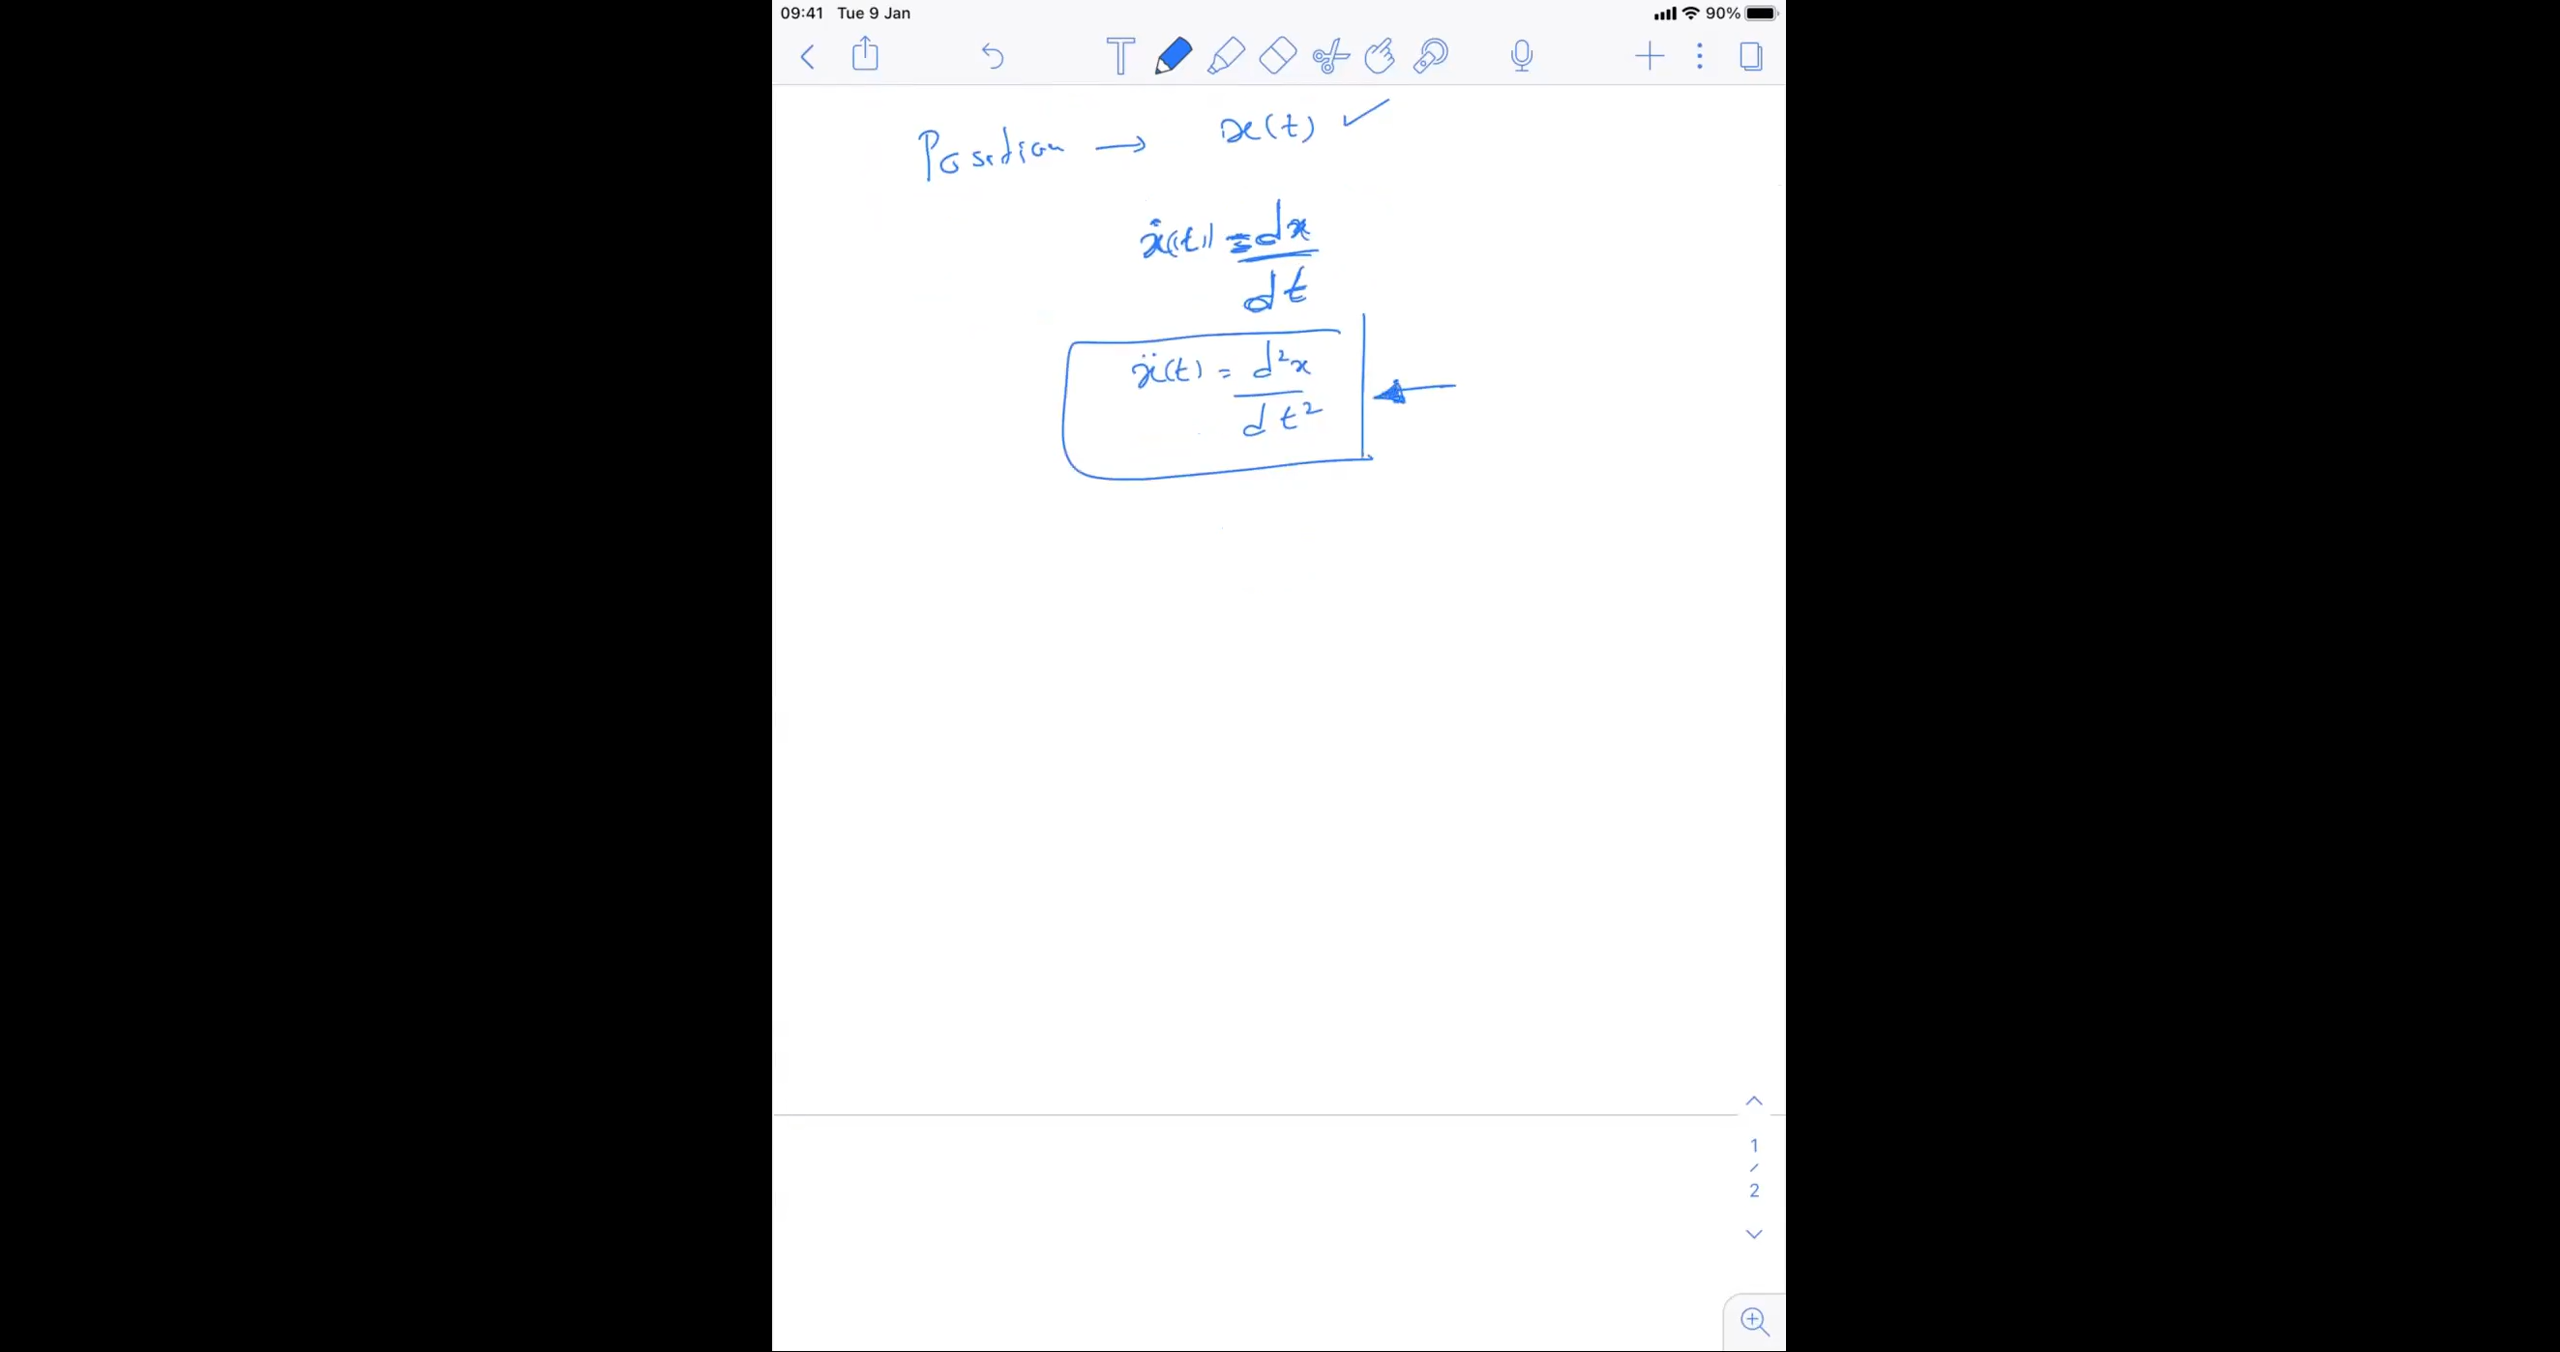 09:41 Tue 9 Jan 90%
T
Position → x(t) ✓
ẋ(t) = dx/dt
ẍ(t) = d²x/dt²
1
/
2